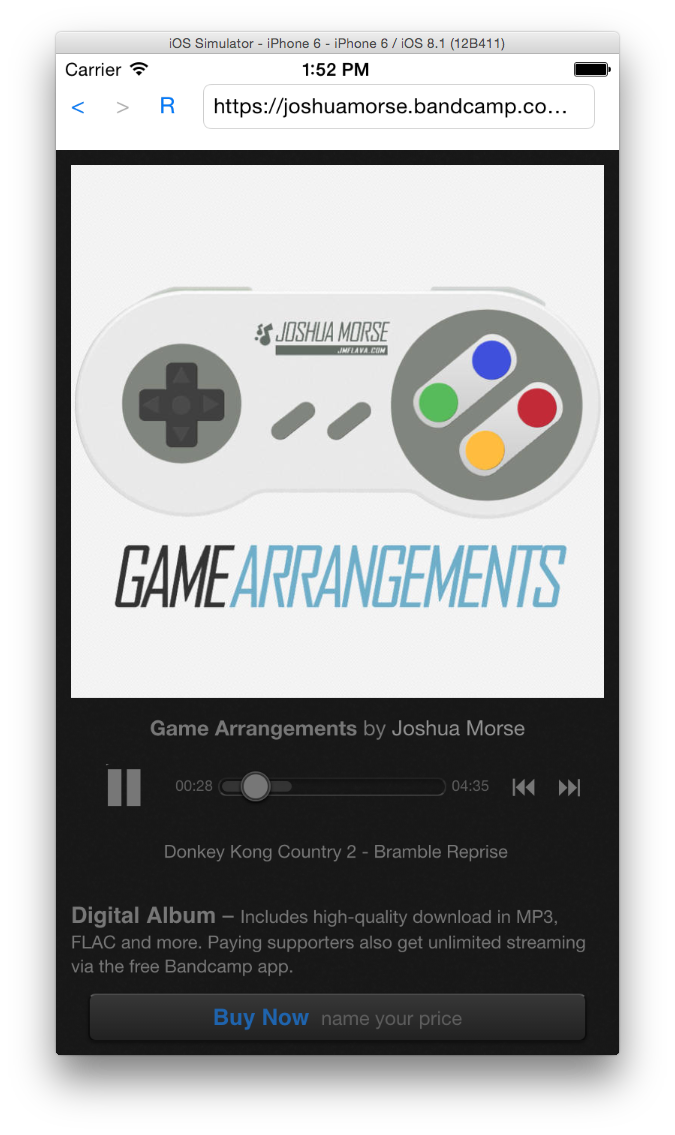 iOS Simulator - iPhone 6 - iPhone 6 / iOS 8.1 (12B411)
Carrier 1:52 PM
< > R https://joshuamorse.bandcamp.co…
JOSHUA MORSE
JMFLAVA.COM
GAME ARRANGEMENTS
Game Arrangements by Joshua Morse
00:28 04:35
Donkey Kong Country 2 - Bramble Reprise
Digital Album – Includes high-quality download in MP3,
FLAC and more. Paying supporters also get unlimited streaming
via the free Bandcamp app.
Buy Now name your price